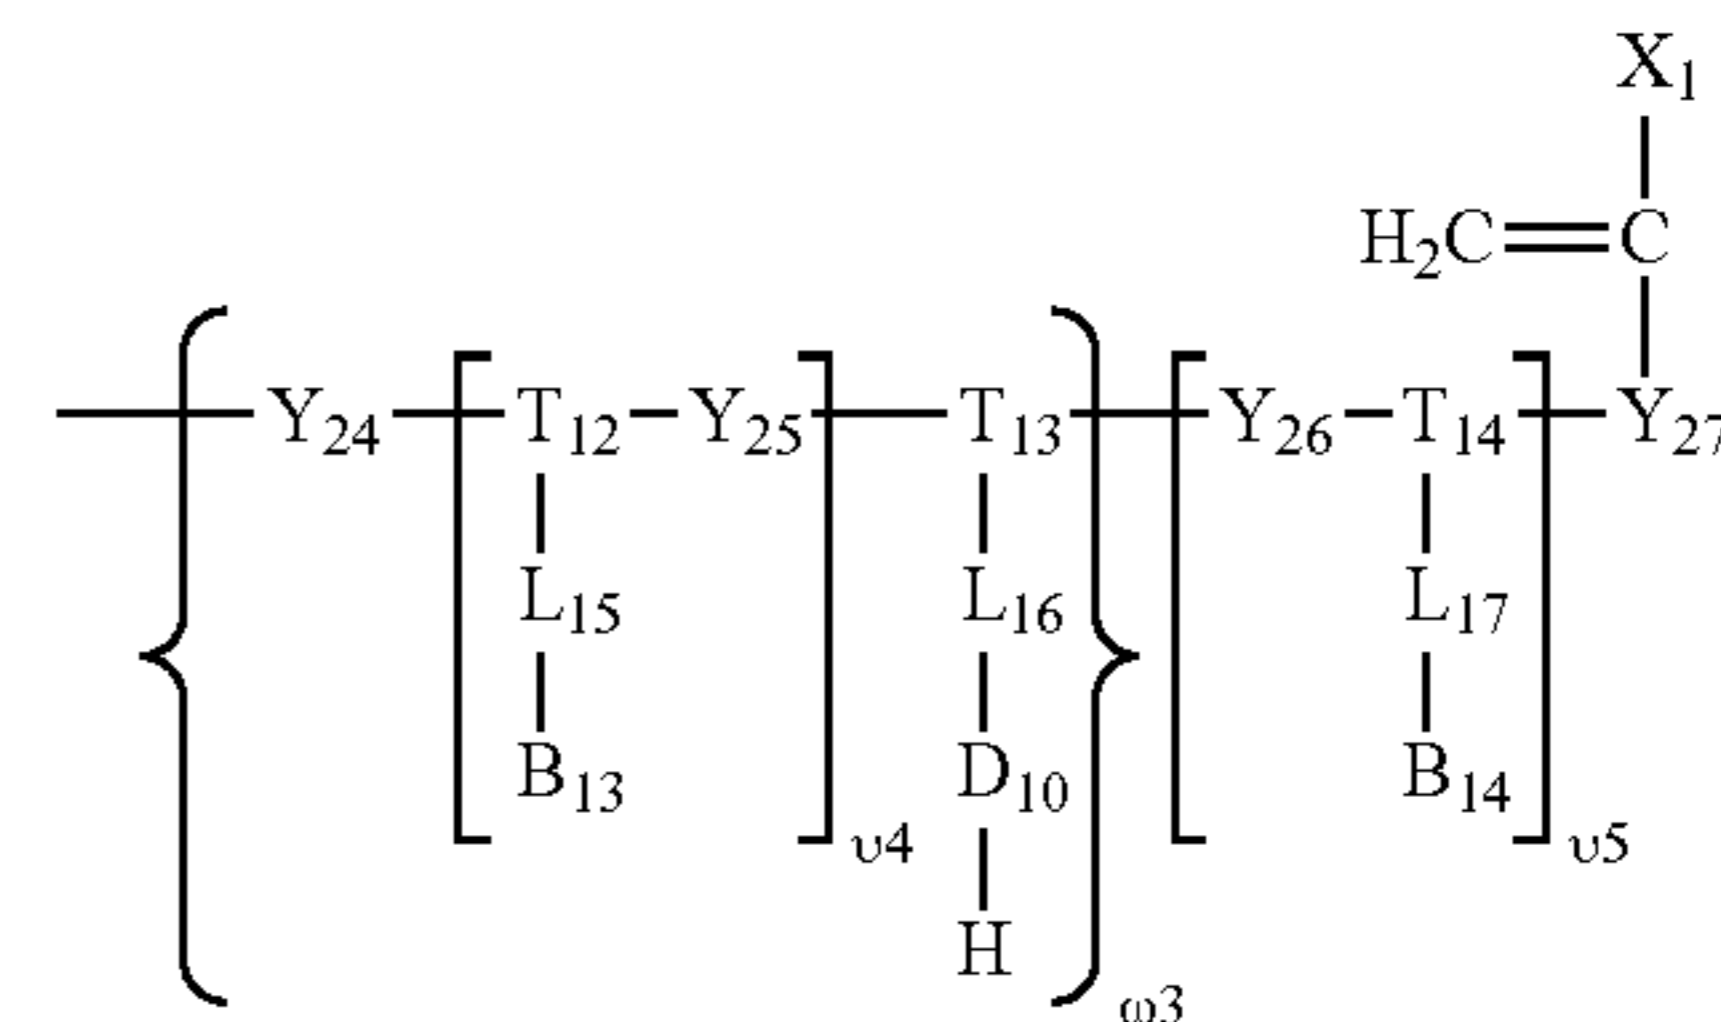 X₁
H₂C C
Y₂₄ T₁₂ Y₂₅ T₁₃ Y₂₆ T₁₄ Y₂₇
L₁₅ L₁₆ L₁₇
B₁₃ D₁₀ B₁₄
υ4 υ5
H
ω3